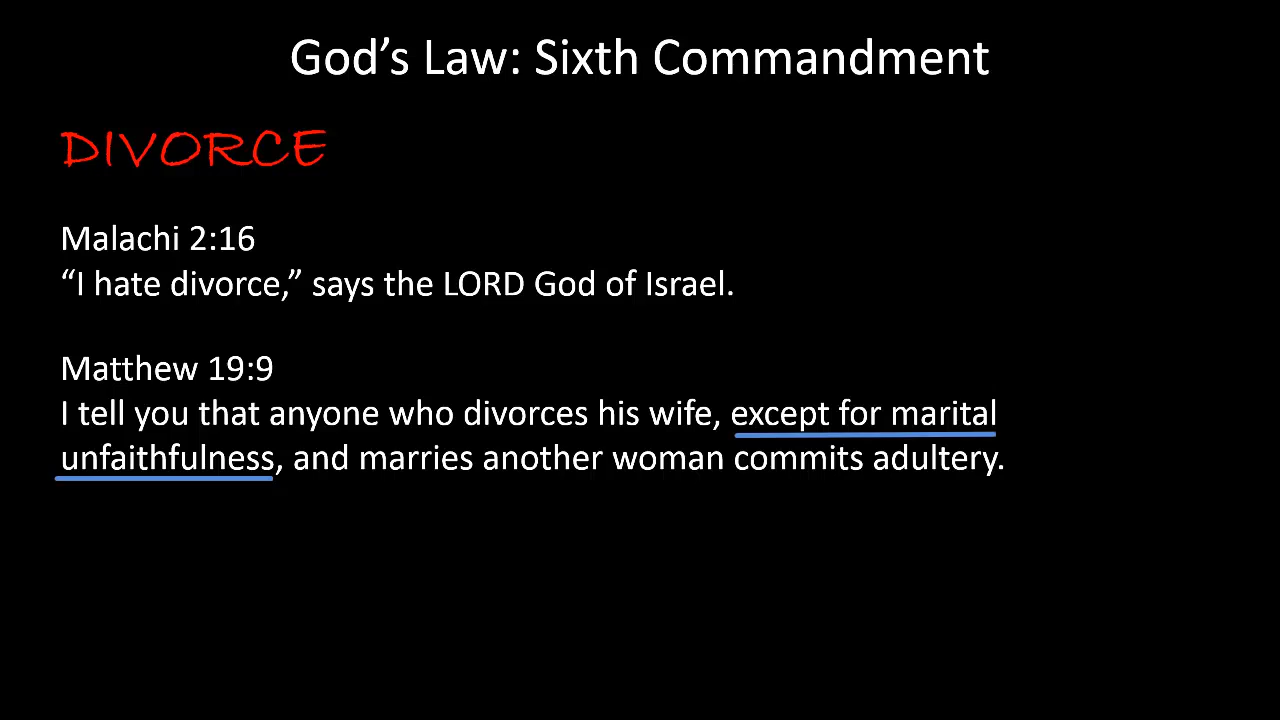 God’s Law: Sixth Commandment
DIVORCE
Malachi 2:16
“I hate divorce,” says the LORD God of Israel.
Matthew 19:9
I tell you that anyone who divorces his wife, except for marital
unfaithfulness, and marries another woman commits adultery.